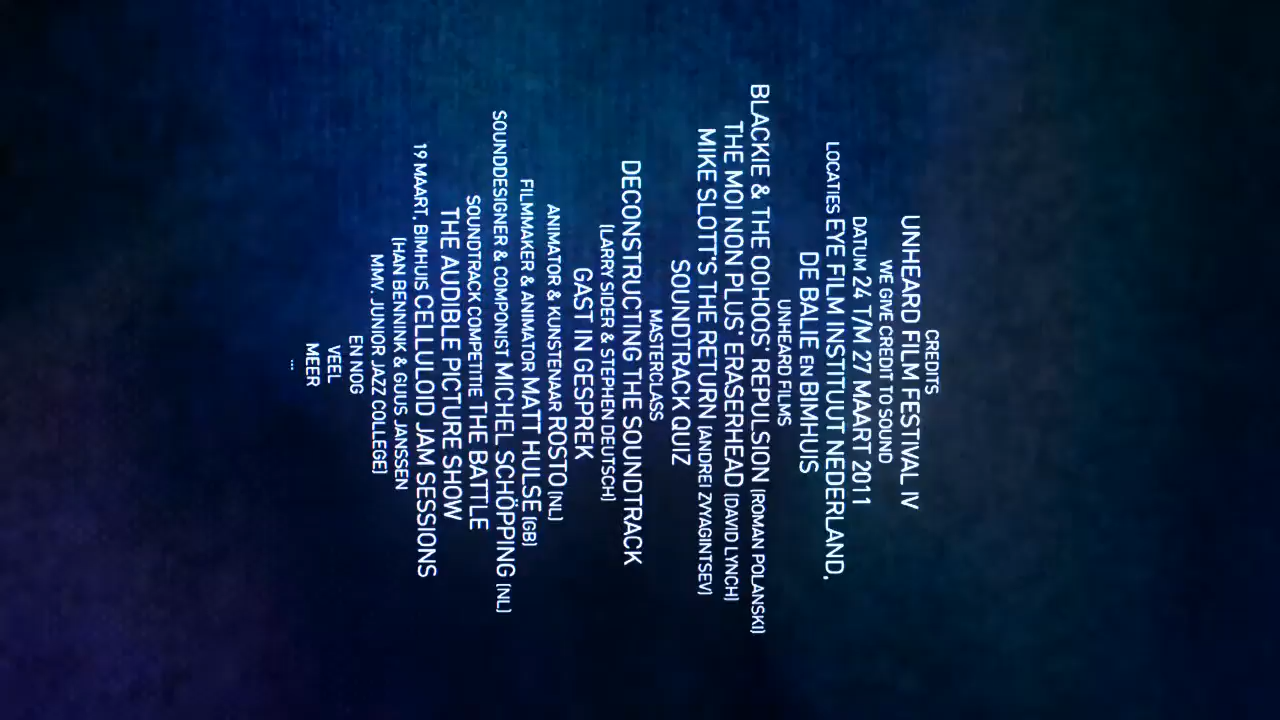 CREDITS
UNHEARD FILM FESTIVAL IV
WE GIVE CREDIT TO SOUND
DATUM 24 T/M 27 MAART 2011
LOCATIES EYE FILM INSTITUUT NEDERLAND,
DE BALIE EN BIMHUIS
UNHEARD FILMS
BLACKIE & THE OOHOOS' REPULSION (ROMAN POLANSKI)
THE MOI NON PLUS' ERASERHEAD (DAVID LYNCH)
MIKE SLOTT'S THE RETURN (ANDREI ZVYAGINTSEV)
SOUNDTRACK QUIZ
MASTERCLASS
DECONSTRUCTING THE SOUNDTRACK
(LARRY SIDER & STEPHEN DEUTSCH)
GAST IN GESPREK
ANIMATOR & KUNSTENAAR ROSTO (NL)
FILMMAKER & ANIMATOR MATT HULSE (GB)
SOUNDDESIGNER & COMPONIST MICHEL SCHÖPPING (NL)
SOUNDTRACK COMPETITIE THE BATTLE
THE AUDIBLE PICTURE SHOW
19 MAART, BIMHUIS CELLULOID JAM SESSIONS
(HAN BENNINK & GUUS JANSSEN
MMV. JUNIOR JAZZ COLLEGE)
EN NOG
VEEL
MEER
...